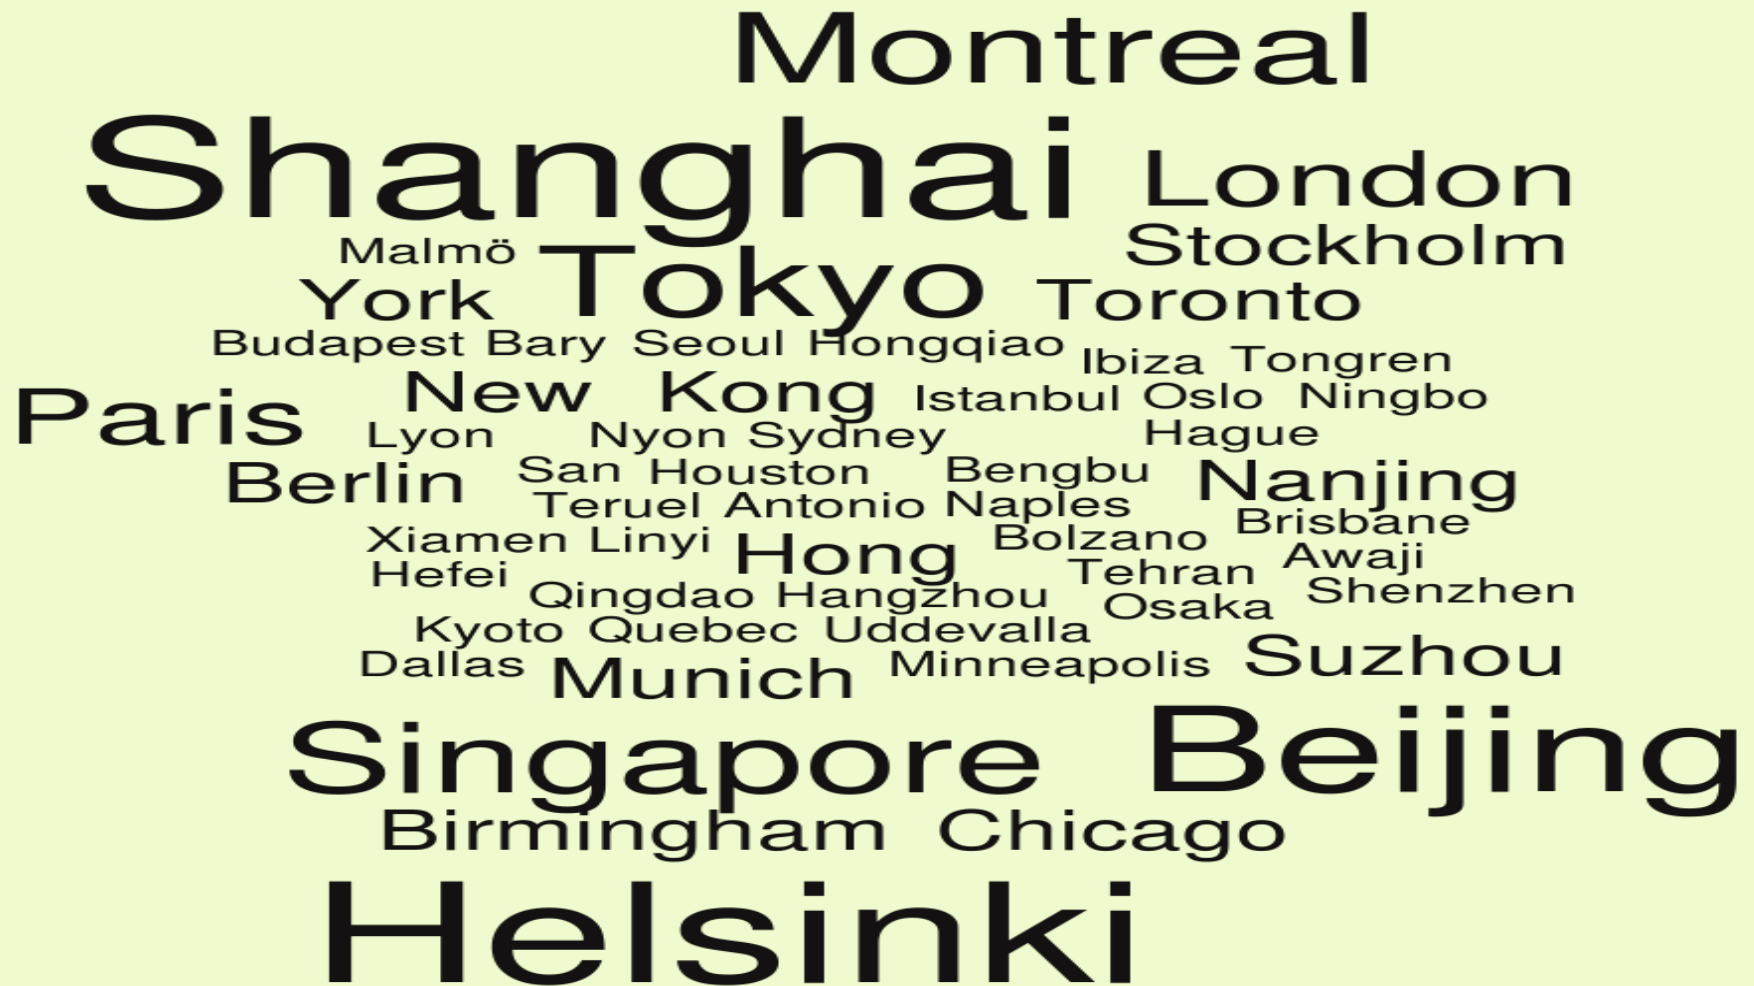 Montreal
Shanghai London
Malmö Tokyo Stockholm
York Toronto
Budapest Bary Seoul Hongqiao Ibiza Tongren
Paris New Kong Istanbul Oslo Ningbo
Lyon Nyon Sydney Hague
Berlin San Houston Bengbu Nanjing
Teruel Antonio Naples Brisbane
Xiamen Linyi Hong Bolzano Awaji
Hefei Tehran
Qingdao Hangzhou Osaka Shenzhen
Kyoto Quebec Uddevalla
Dallas Munich Minneapolis Suzhou
Singapore Beijing
Birmingham Chicago
Helsinki